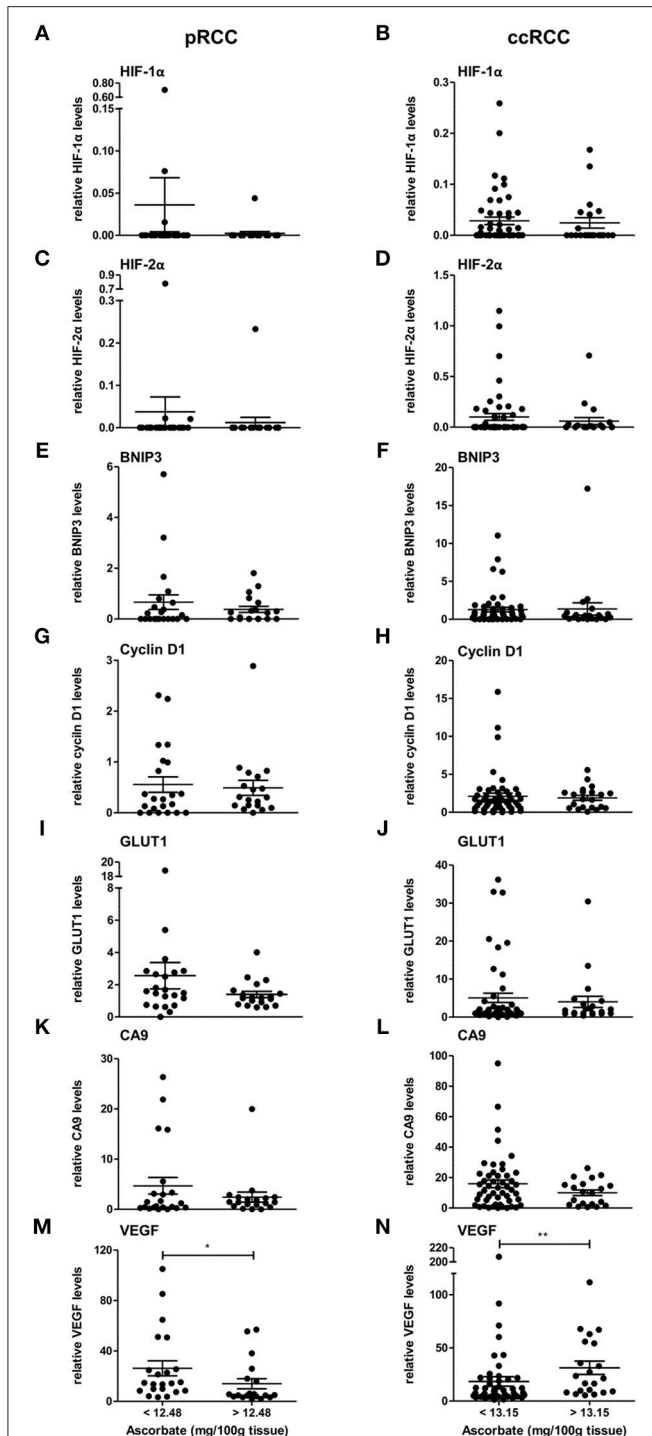 A
pRCC
B
ccRCC
HIF-1α
relative HIF-1α levels
0.80
0.60
0.15
0.10
0.05
0.00
HIF-1α
relative HIF-1α levels
0.3
0.2
0.1
0.0
C
HIF-2α
relative HIF-2α levels
0.9
0.7
0.3
0.2
0.1
0.0
D
HIF-2α
relative HIF-2α levels
1.5
1.0
0.5
0.0
E
BNIP3
relative BNIP3 levels
6
4
2
0
F
BNIP3
relative BNIP3 levels
20
15
10
5
0
G
Cyclin D1
relative cyciln D1 levels
3
2
1
0
H
Cyclin D1
relative cyclin D1 levels
20
15
10
5
0
I
GLUT1
relative GLUT1 levels
20
18
8
6
4
2
0
J
GLUT1
relative GLUT1 levels
40
30
20
10
0
K
CA9
relative CA9 levels
30
20
10
0
L
CA9
relative CA9 levels
100
80
60
40
20
0
M
VEGF
*
relative VEGF levels
120
80
40
0
< 12.48
> 12.48
Ascorbate (mg/100g tissue)
N
VEGF
**
relative VEGF levels
220
200
100
50
0
< 13.15
> 13.15
Ascorbate (mg/100g tissue)